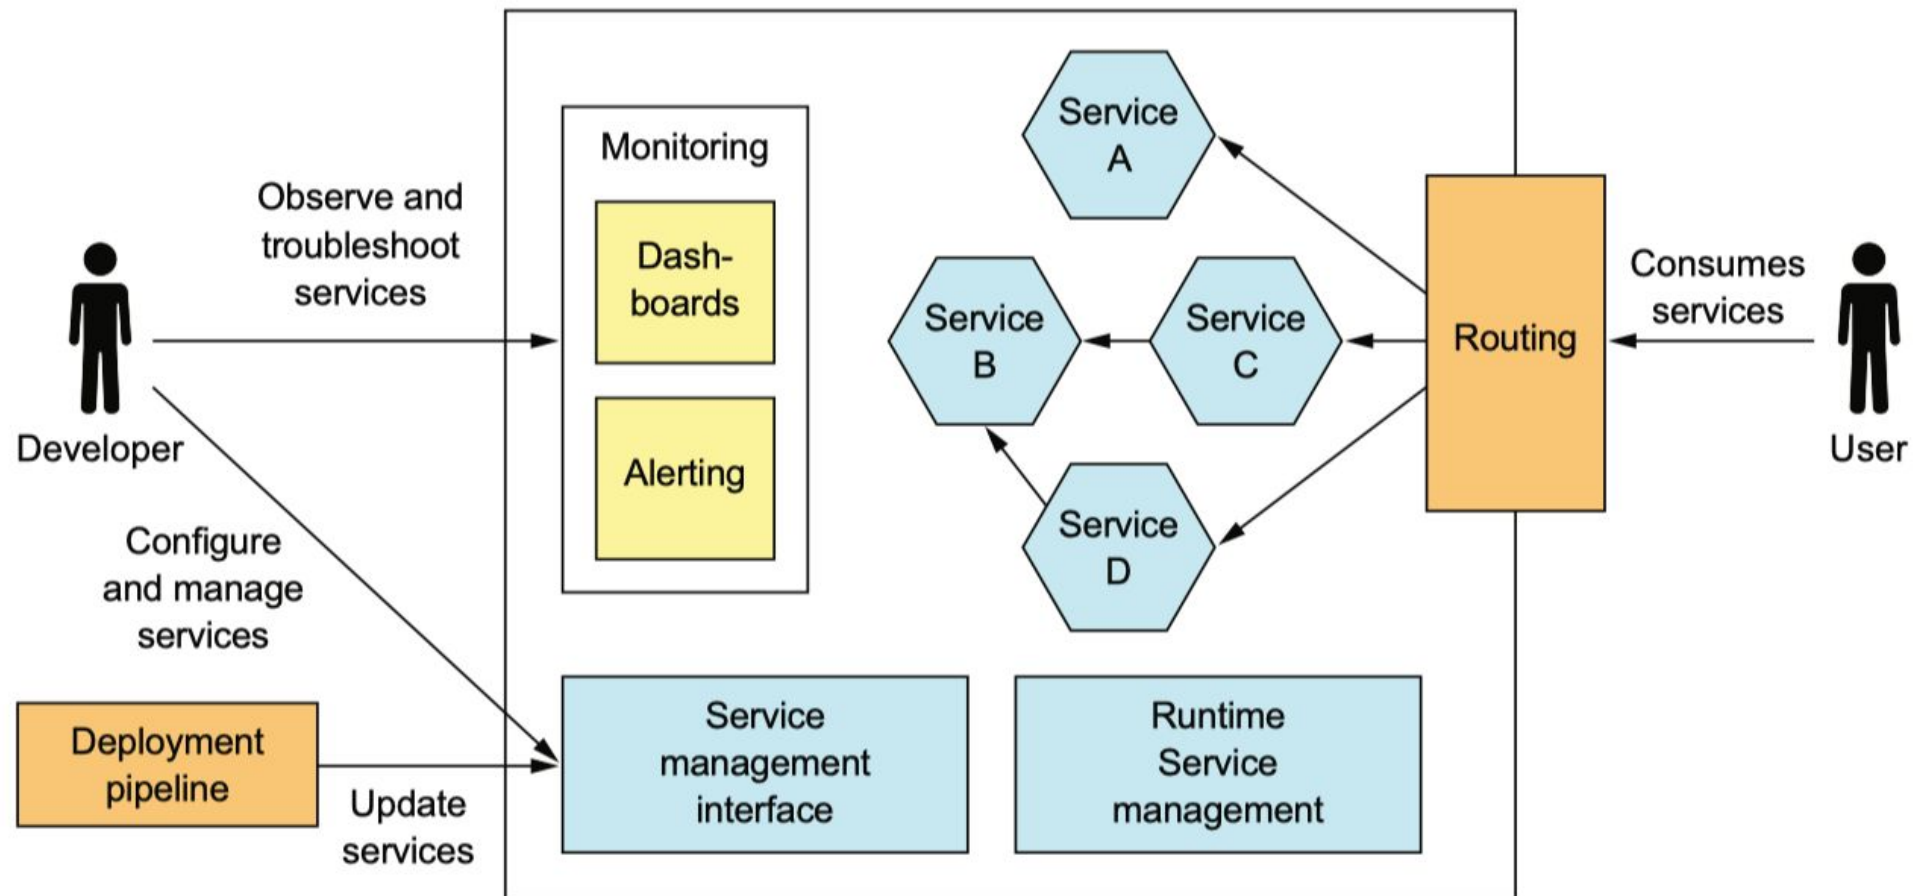 Observe and
troubleshoot
services
Developer
Configure
and manage
services
Deployment
pipeline
Update
services
Monitoring
Dash-
boards
Alerting
Service
management
interface
Runtime
Service
management
Service
A
Service
B
Service
C
Service
D
Routing
Consumes
services
User